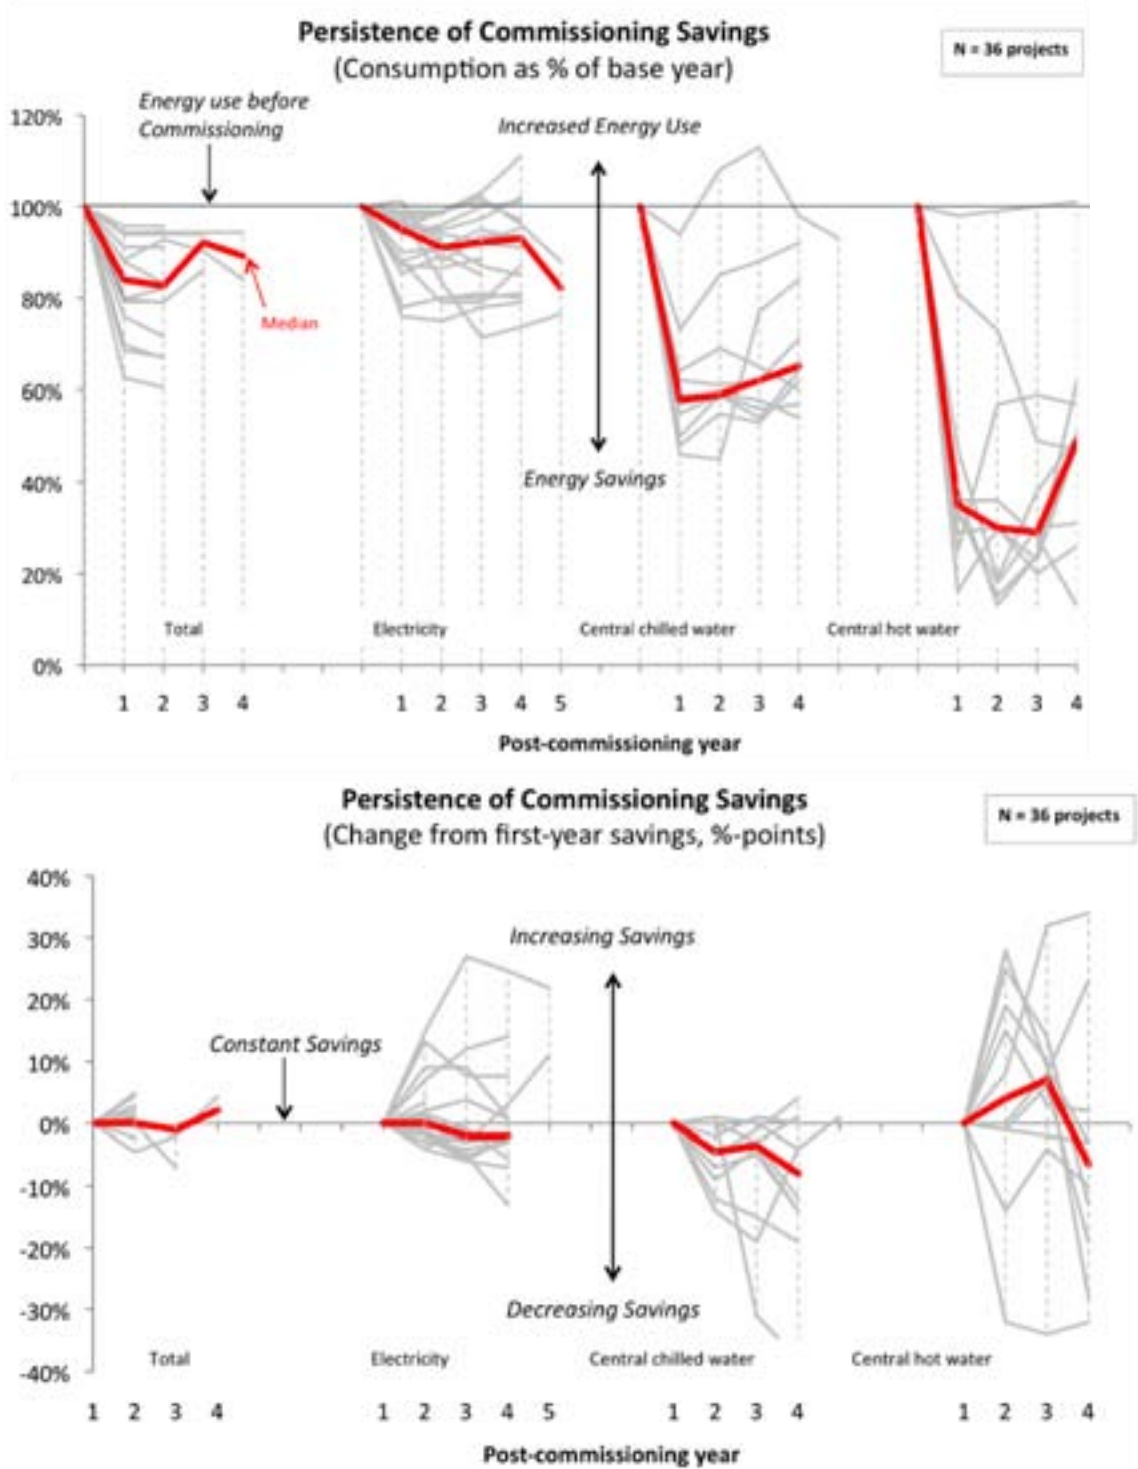 Persistence of Commissioning Savings
(Consumption as % of base year)
N = 36 projects
Energy use before
Commissioning
Increased Energy Use
120%
100%
80%
60%
40%
20%
0%
Median
Energy Savings
Total
Electricity
Central chilled water
Central hot water
1 2 3 4 1 2 3 4 5 1 2 3 4 1 2 3 4
Post-commissioning year
Persistence of Commissioning Savings
(Change from first-year savings, %-points)
N = 36 projects
40%
30%
20%
10%
0%
-10%
-20%
-30%
-40%
Increasing Savings
Constant Savings
Decreasing Savings
Total
Electricity
Central chilled water
Central hot water
1 2 3 4 1 2 3 4 5 1 2 3 4 1 2 3 4
Post-commissioning year